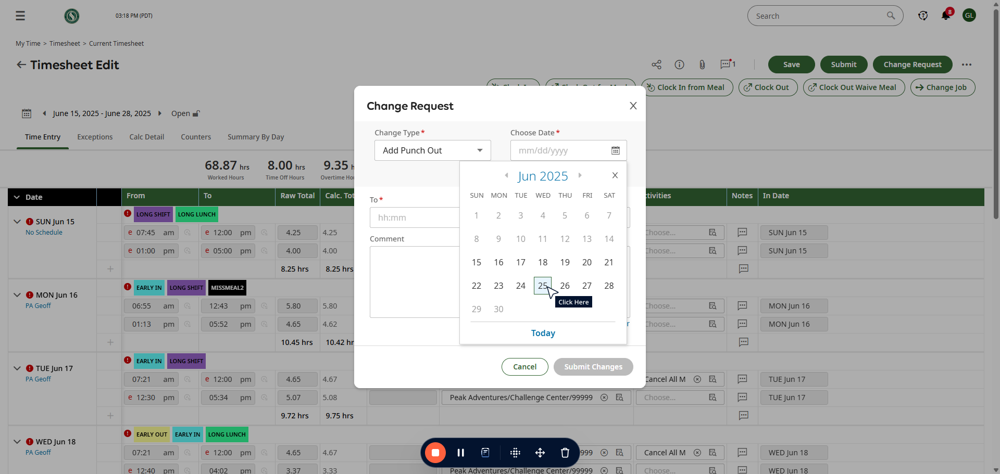 03:18 PM (PDT)
Search
8
GL
My Time > Timesheet > Current Timesheet
Timesheet Edit
1
Save
Submit
Change Request
Clock In from Meal
Clock Out
Clock Out Waive Meal
Change Job
June 15, 2025 - June 28, 2025
Open
Time Entry
Exceptions
Calc Detail
Counters
Summary By Day
68.87 hrs
Worked Hours
8.00 hrs
Time Off Hours
9.35 h
Overtime Ho
Change Request
X
Change Type*
Choose Date*
Add Punch Out
mm/dd/yyyy
To*
hh:mm
Comment
r
Jun 2025
X
SUN MON TUE WED THU FRI SAT
1 2 3 4 5 6 7
8 9 10 11 12 13 14
15 16 17 18 19 20 21
22 23 24 25 26 27 28
29 30
Click Here
Today
Cancel
Submit Changes
Date From To Raw Total Calc. Tot tivities Notes In Date
SUN Jun 15
No Schedule
LONG SHIFT LONG LUNCH
e 07:45 am e 12:00 pm 4.25 4.25 Choose... SUN Jun 15
e 01:00 pm e 05:00 pm 4.00 4.00 Choose... SUN Jun 15
+ 8.25 hrs 8.25 hrs
MON Jun 16
PA Geoff
EARLY IN LONG SHIFT MISSMEAL2
06:55 am 12:43 pm 5.80 5.80 Choose... MON Jun 16
01:13 pm 05:52 pm 4.65 4.62 Choose... MON Jun 16
+ 10.45 hrs 10.42 hr
TUE Jun 17
PA Geoff
EARLY IN LONG SHIFT
07:21 am e 12:00 pm 4.65 4.67 Cancel All M TUE Jun 17
e 12:30 pm 05:34 pm 5.07 5.08 Peak Adventures/Challenge Center/99999 Choose... TUE Jun 17
+ 9.72 hrs 9.75 hrs
WED Jun 18
PA Geoff
EARLY OUT EARLY IN LONG LUNCH
07:21 am e 12:00 pm 4.65 4.67 999 Cancel All M WED Jun 18
e 12:40 pm 04:02 pm 3.37 3.33 Peak Adventures/Challenge Center/99999 Choose... WED Jun 18